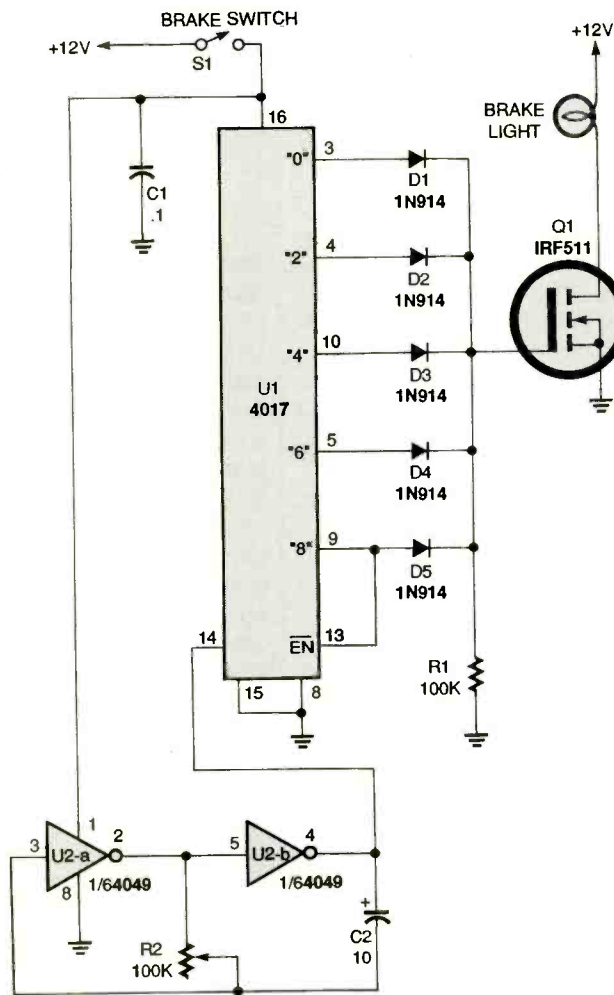 BRAKE SWITCH
+12V
S1
+12V
BRAKE
LIGHT
16
C1
.1
"0"
3
D1
1N914
"2"
4
D2
1N914
Q1
IRF511
"4"
10
D3
1N914
U1
4017
"6"
5
D4
1N914
"8"
9
D5
1N914
14
EN
13
15
8
R1
100K
3
U2-a
1
2
8
1/64049
5
U2-b
4
1/64049
R2
100K
+
C2
10